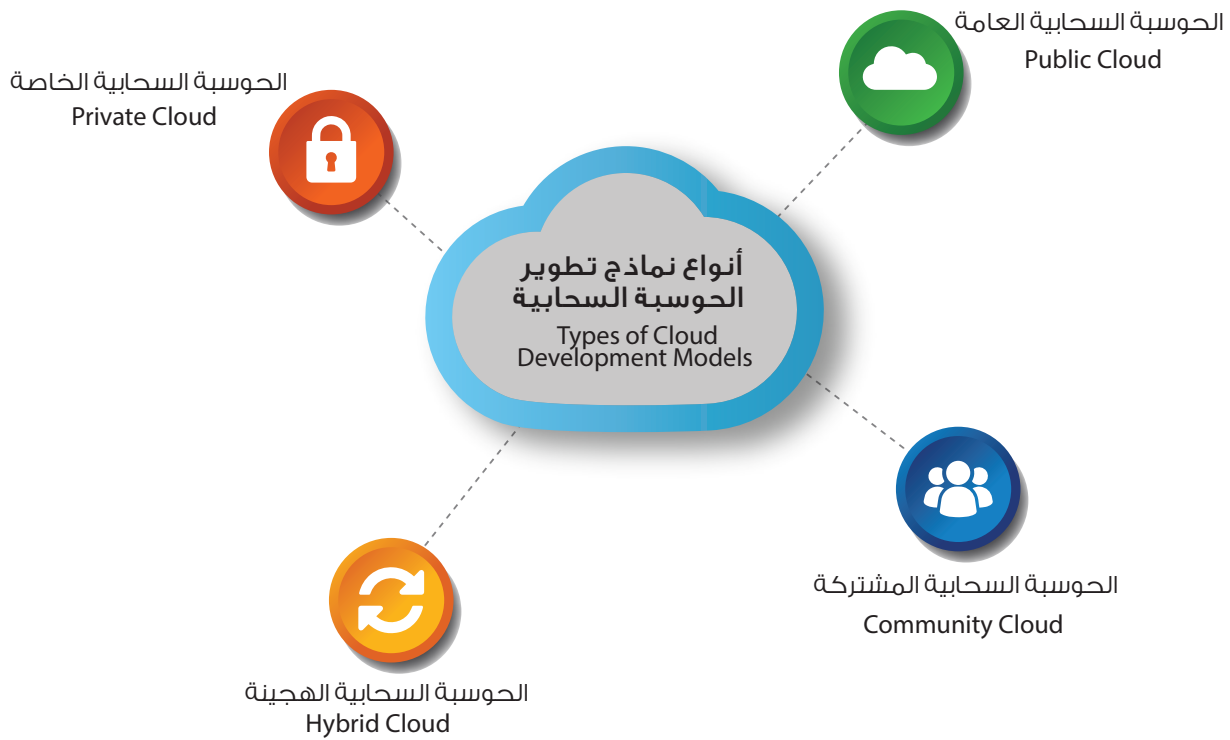 الحوسبة السحابية العامة
Public Cloud
الحوسبة السحابية الخاصة
Private Cloud
أنواع نماذج تطوير
الحوسبة السحابية
Types of Cloud
Development Models
الحوسبة السحابية المشتركة
Community Cloud
الحوسبة السحابية الهجينة
Hybrid Cloud